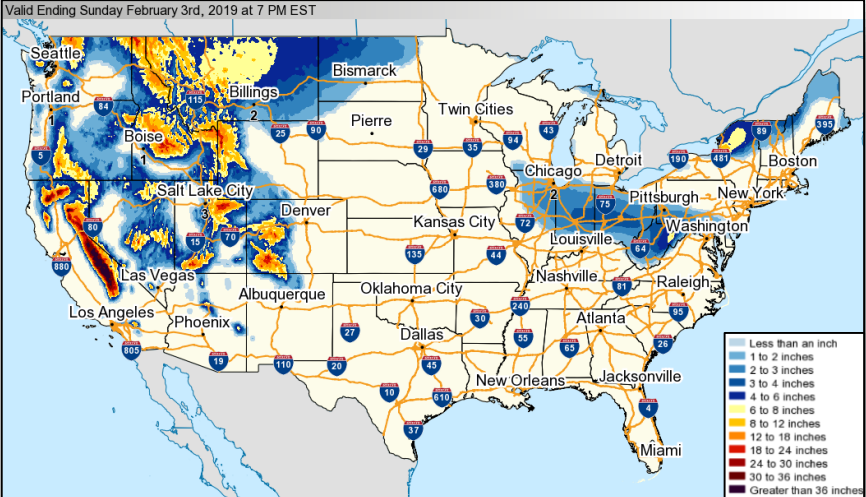 Valid Ending Sunday February 3rd, 2019 at 7 PM EST
Seattle
Portland
84
115
Billings
Bismarck
1
2
25
90
Pierre
Twin Cities
94
43
89
395
5
Boise
1
29
35
190
481
Boston
Chicago
Detroit
680
380
2
75
Pittsburgh
New York
Salt Lake City
3
80
15
70
Denver
72
Washington
Kansas City
64
880
135
44
Louisville
Las Vegas
Albuquerque
Oklahoma City
Nashville
81
Raleigh
Los Angeles
Phoenix
240
30
95
805
19
110
27
20
Dallas
45
55
65
Atlanta
26
10
610
New Orleans
Jacksonville
37
4
Miami
Less than an inch
1 to 2 inches
2 to 3 inches
3 to 4 inches
4 to 6 inches
6 to 8 inches
8 to 12 inches
12 to 18 inches
18 to 24 inches
24 to 30 inches
30 to 36 inches
Greater than 36 inches